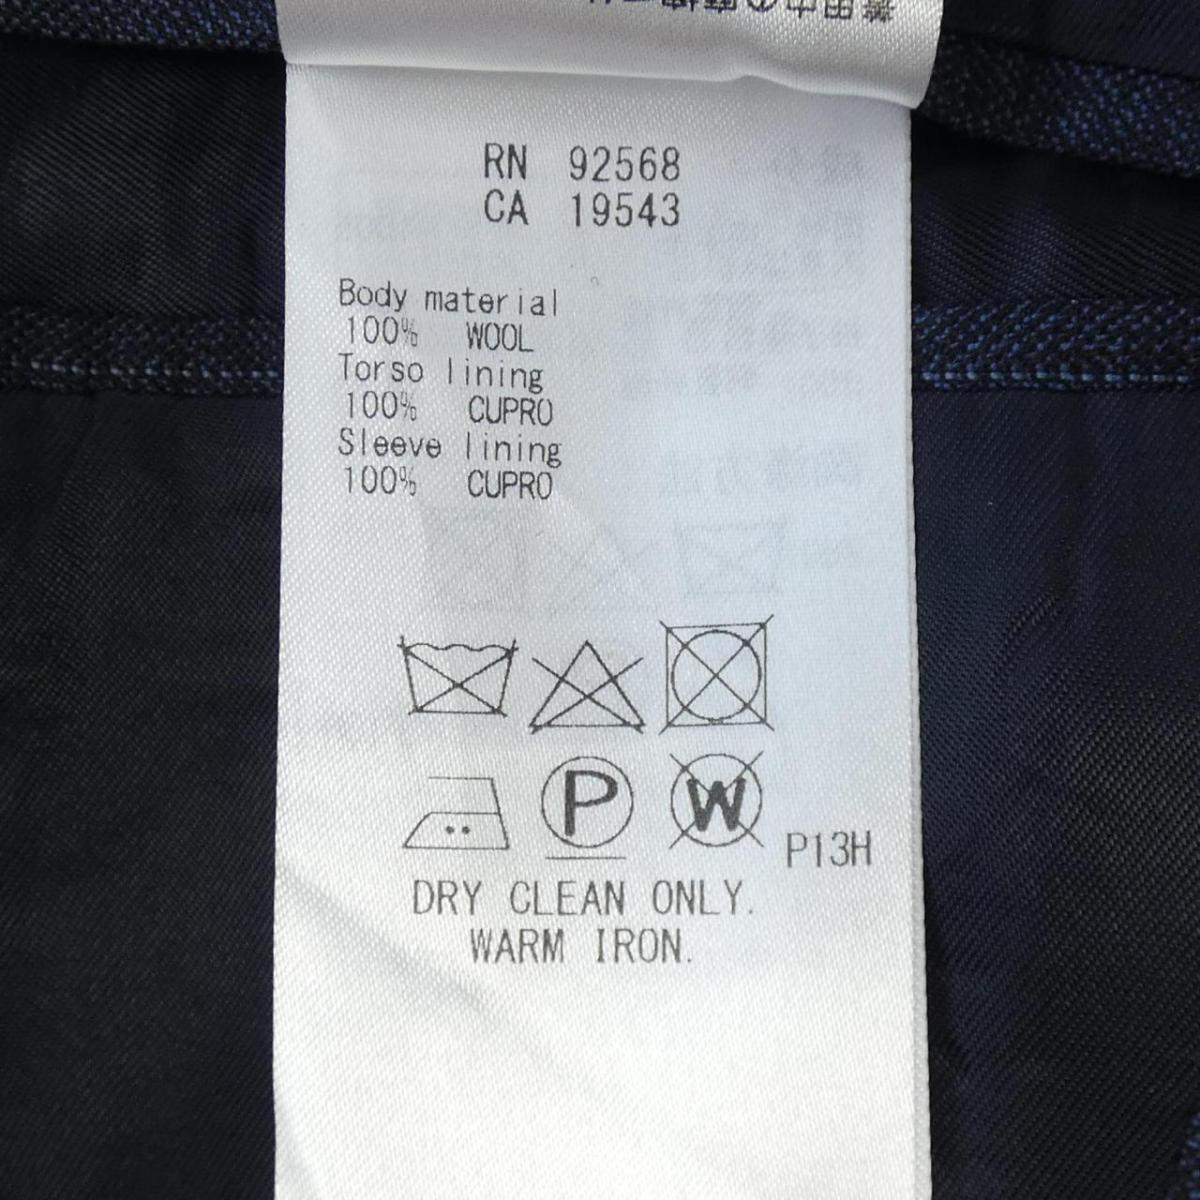 RN 92568
CA 19543
Body material
100% WOOL
Torso lining
100% CUPRO
Sleeve lining
100% CUPRO
P W P13H
DRY CLEAN ONLY.
WARM IRON.